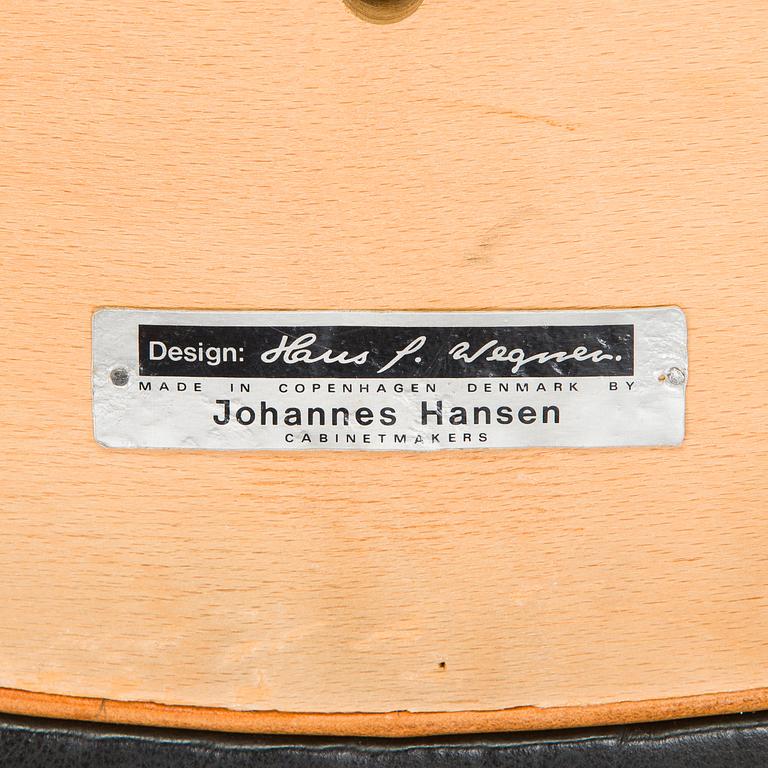 Design: Hans J. Wegner.
MADE IN COPENHAGEN DENMARK BY
Johannes Hansen
CABINETMAKERS